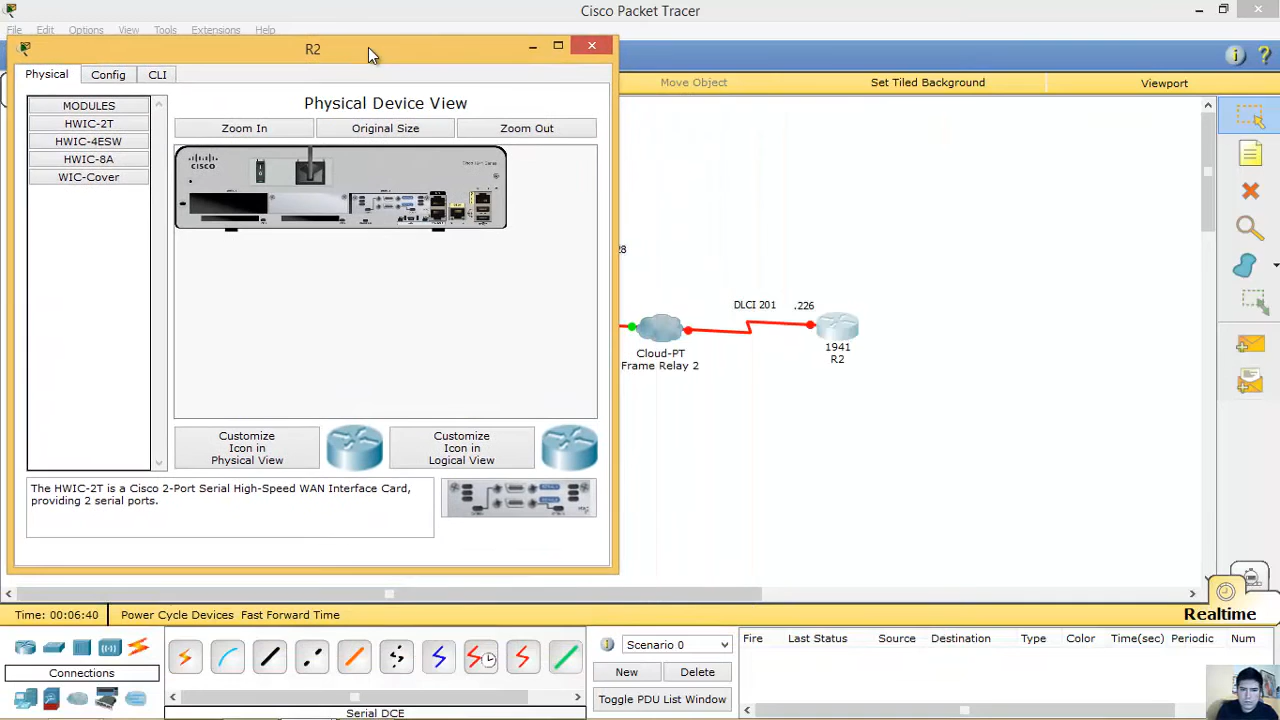 Cisco Packet Tracer
File Edit Options View Tools Extensions Help
R2
Physical Config CLI
Move Object Set Tiled Background Viewport
MODULES
HWIC-2T
HWIC-4ESW
HWIC-8A
WIC-Cover
Physical Device View
Zoom In Original Size Zoom Out
CISCO
Customize
Icon in
Physical View
Customize
Icon in
Logical View
The HWIC-2T is a Cisco 2-Port Serial High-Speed WAN Interface Card,
providing 2 serial ports.
28
DLCI 201 .226
Cloud-PT
Frame Relay 2
1941
R2
Time: 00:06:40 Power Cycle Devices Fast Forward Time
Realtime
Connections
Serial DCE
Scenario 0
New Delete
Toggle PDU List Window
Fire Last Status Source Destination Type Color Time(sec) Periodic Num